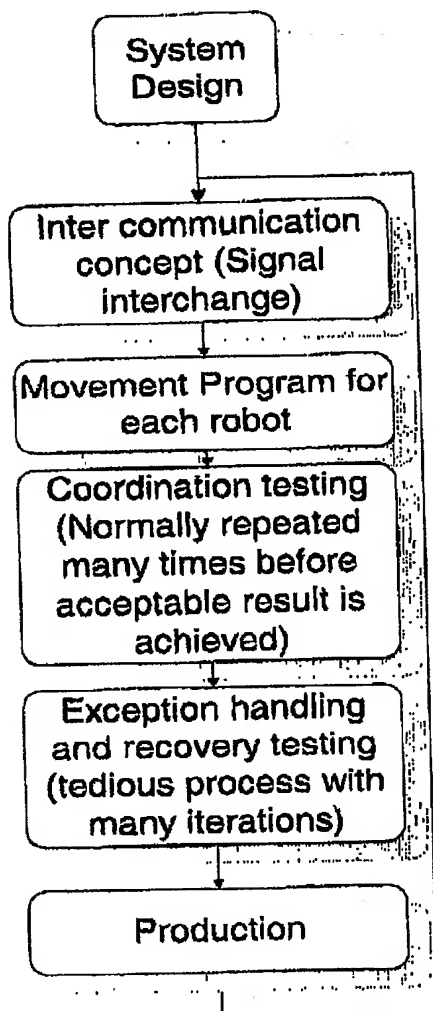 System
Design
Inter communication
concept (Signal
interchange)
Movement Program for
each robot
Coordination testing
(Normally repeated
many times before
acceptable result is
achieved)
Exception handling
and recovery testing
(tedious process with
many iterations)
Production